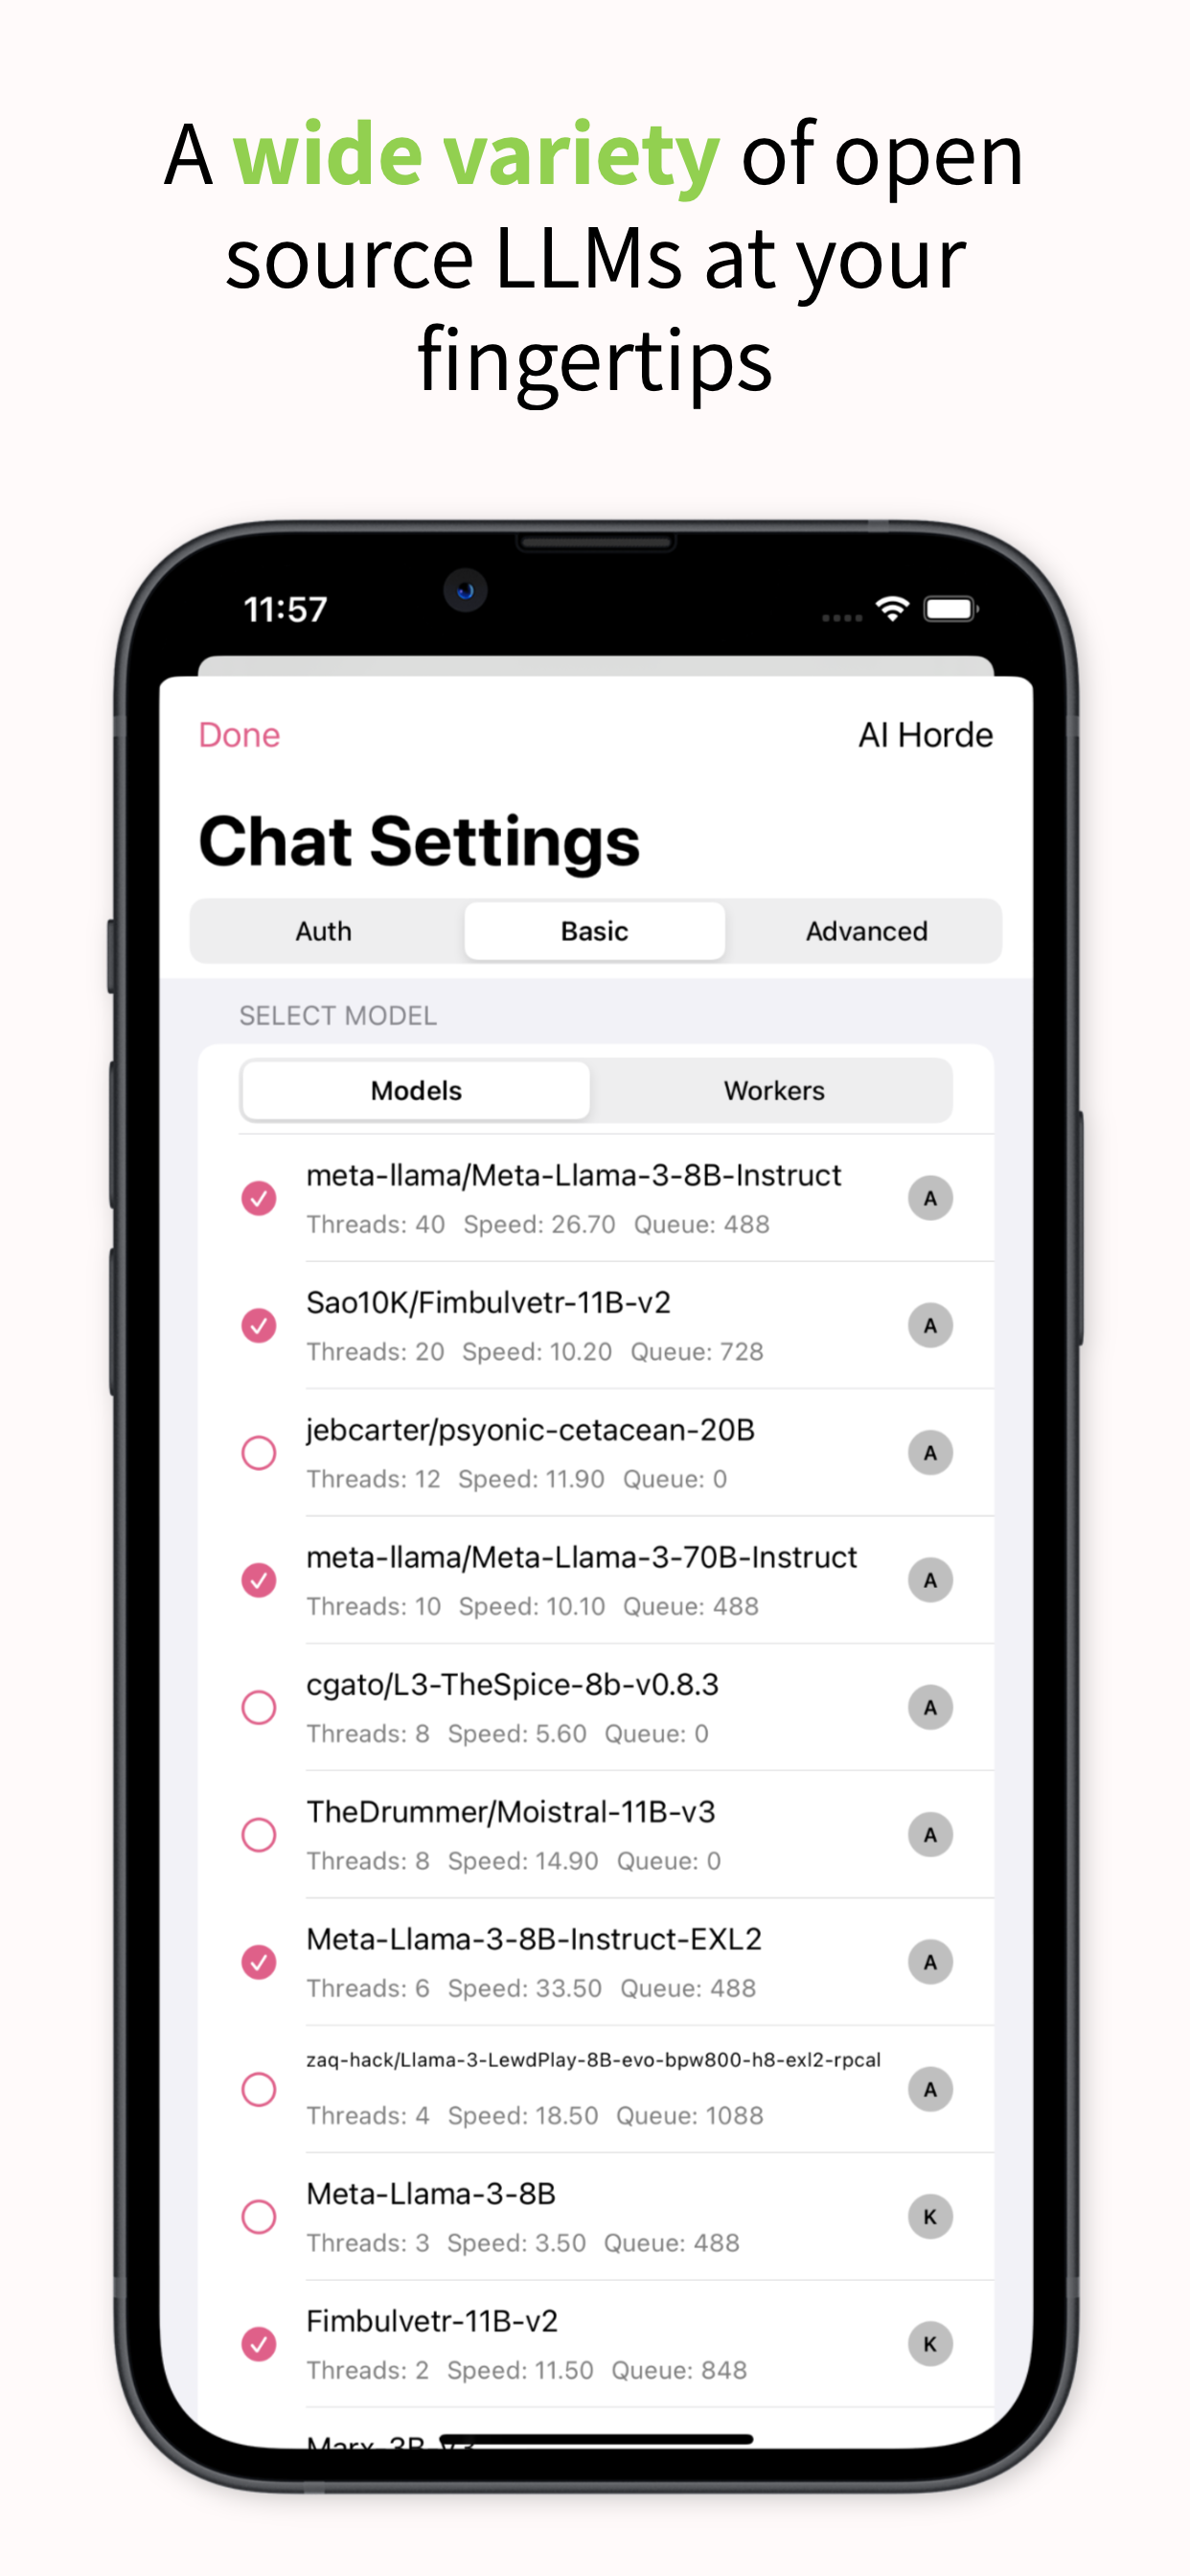 A wide variety of open
source LLMs at your
fingertips
11:57
Done
AI Horde
Chat Settings
Auth
Basic
Advanced
SELECT MODEL
Models
Workers
meta-llama/Meta-Llama-3-8B-Instruct
Threads: 40 Speed: 26.70 Queue: 488
A
Sao10K/Fimbulvetr-11B-v2
Threads: 20 Speed: 10.20 Queue: 728
A
jebcarter/psyonic-cetacean-20B
Threads: 12 Speed: 11.90 Queue: 0
A
meta-llama/Meta-Llama-3-70B-Instruct
Threads: 10 Speed: 10.10 Queue: 488
A
cgato/L3-TheSpice-8b-v0.8.3
Threads: 8 Speed: 5.60 Queue: 0
A
TheDrummer/Moistral-11B-v3
Threads: 8 Speed: 14.90 Queue: 0
A
Meta-Llama-3-8B-Instruct-EXL2
Threads: 6 Speed: 33.50 Queue: 488
A
zaq-hack/Llama-3-LewdPlay-8B-evo-bpw800-h8-exl2-rpcal
Threads: 4 Speed: 18.50 Queue: 1088
A
Meta-Llama-3-8B
Threads: 3 Speed: 3.50 Queue: 488
K
Fimbulvetr-11B-v2
Threads: 2 Speed: 11.50 Queue: 848
K
Marx-3B-V3